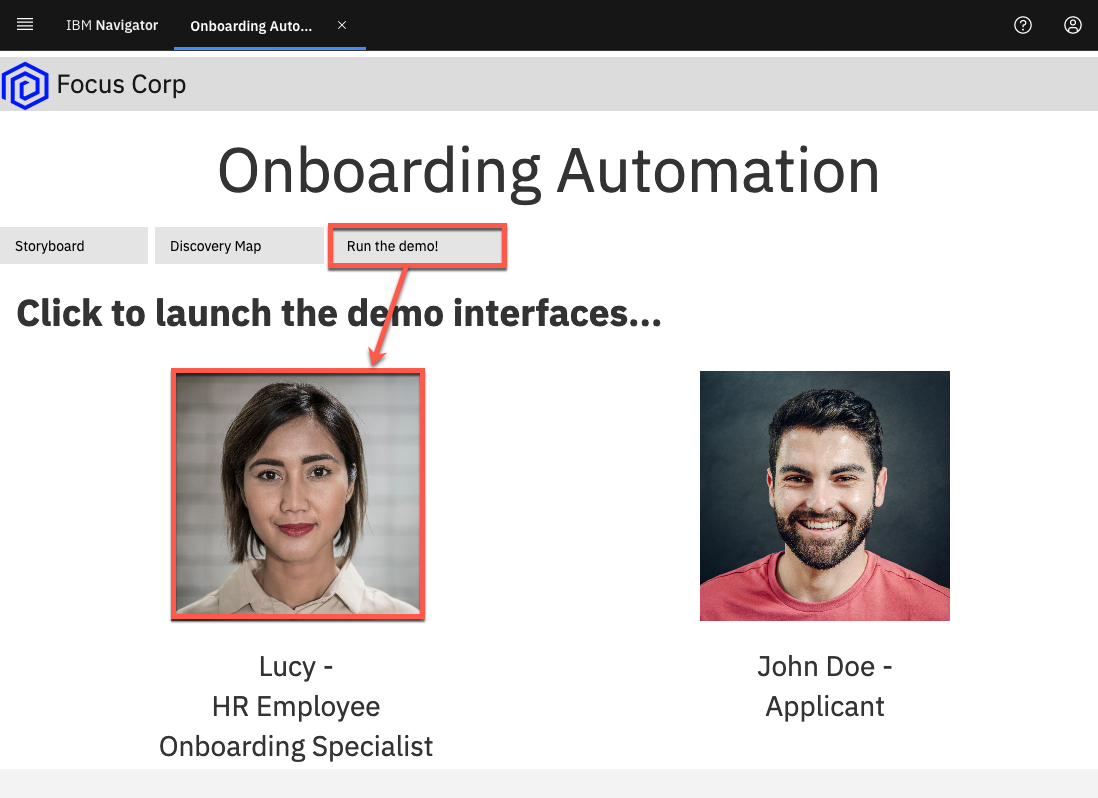 IBM Navigator
Onboarding Auto...
Focus Corp
Onboarding Automation
Storyboard
Discovery Map
Run the demo!
Click to launch the demo interfaces...
Lucy -
HR Employee
Onboarding Specialist
John Doe -
Applicant